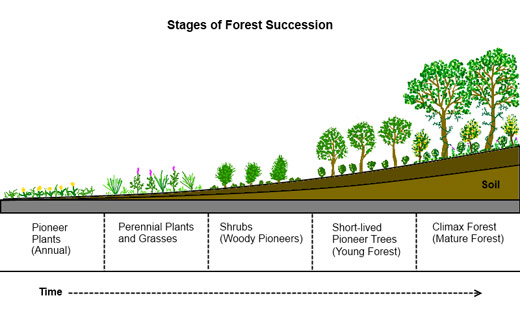 Stages of Forest Succession
Soil
Pioneer
Plants
(Annual)
Perennial Plants
and Grasses
Shrubs
(Woody Pioneers)
Short-lived
Pioneer Trees
(Young Forest)
Climax Forest
(Mature Forest)
Time